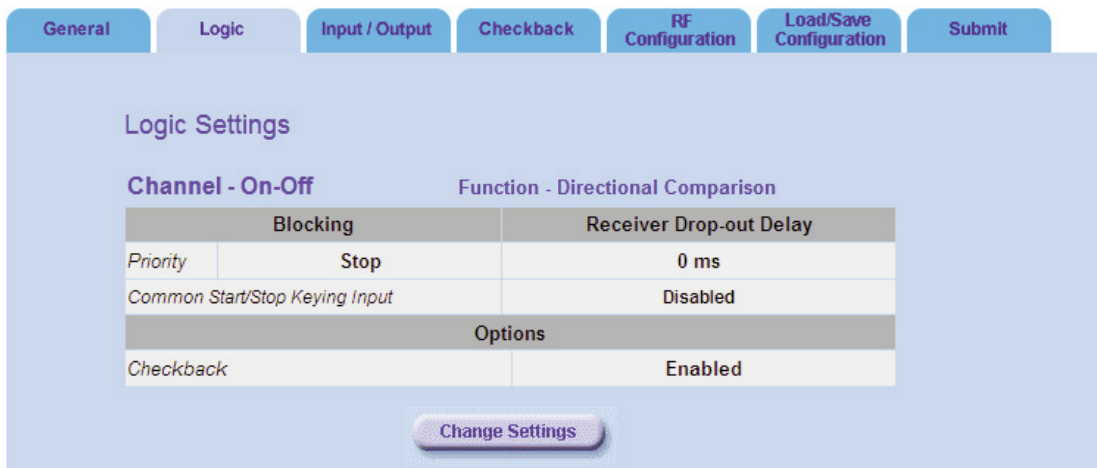 General
Logic
Input / Output
Checkback
RF
Configuration
Load/Save
Configuration
Submit
Logic Settings
Channel - On-Off
Function - Directional Comparison
Blocking
Receiver Drop-out Delay
Priority
Stop
0 ms
Common Start/Stop Keying Input
Disabled
Options
Checkback
Enabled
Change Settings